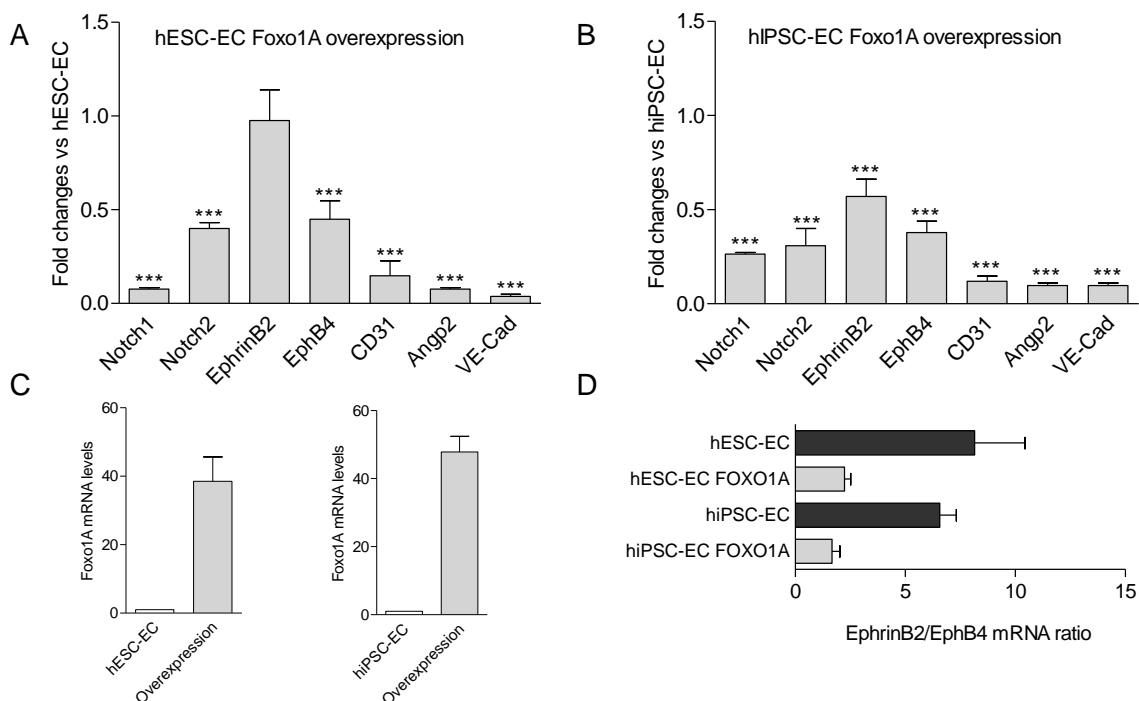 A
hESC-EC Foxo1A overexpression
Fold changes vs hESC-EC
1.5
1.0
0.5
0.0
***
***
***
***
***
***
Notch1
Notch2
EphrinB2
EphB4
CD31
Angp2
VE-Cad
B
hIPSC-EC Foxo1A overexpression
Fold changes vs hiPSC-EC
1.5
1.0
0.5
0.0
***
***
***
***
***
***
***
Notch1
Notch2
EphrinB2
EphB4
CD31
Angp2
VE-Cad
C
Foxo1A mRNA levels
60
40
20
0
hESC-EC
Overexpression
Foxo1A mRNA levels
60
40
20
0
hiPSC-EC
Overexpression
D
hESC-EC
hESC-EC FOXO1A
hiPSC-EC
hiPSC-EC FOXO1A
0
5
10
15
EphrinB2/EphB4 mRNA ratio